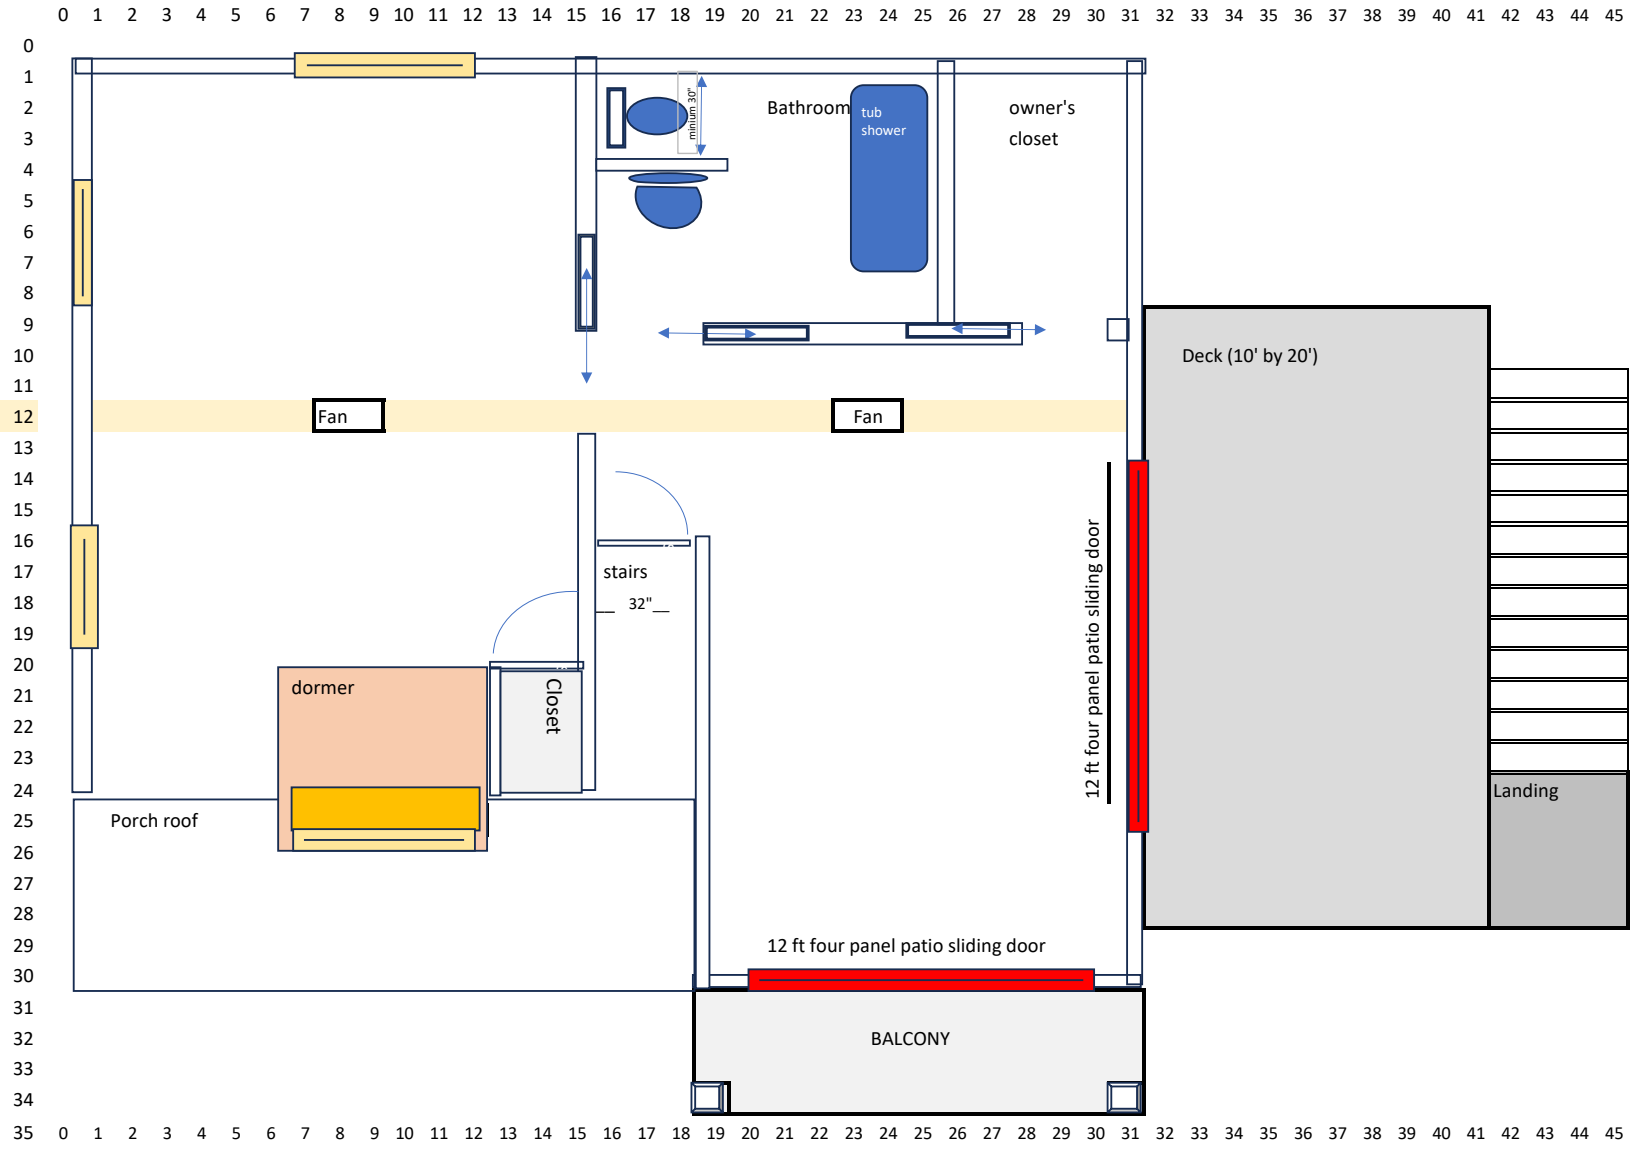 0 1 2 3 4 5 6 7 8 9 10 11 12 13 14 15 16 17 18 19 20 21 22 23 24 25 26 27 28 29 30 31 32 33 34 35 36 37 38 39 40 41 42 43 44 45
0
1
2
3
4
5
6
7
8
9
10
11
12
13
14
15
16
17
18
19
20
21
22
23
24
25
26
27
28
29
30
31
32
33
34
35
minium 30"
Bathroom
tub
shower
owner's
closet
Deck (10' by 20')
Fan
Fan
stairs
__ 32"__
12 ft four panel patio sliding door
dormer
Closet
Landing
Porch roof
12 ft four panel patio sliding door
BALCONY
0 1 2 3 4 5 6 7 8 9 10 11 12 13 14 15 16 17 18 19 20 21 22 23 24 25 26 27 28 29 30 31 32 33 34 35 36 37 38 39 40 41 42 43 44 45